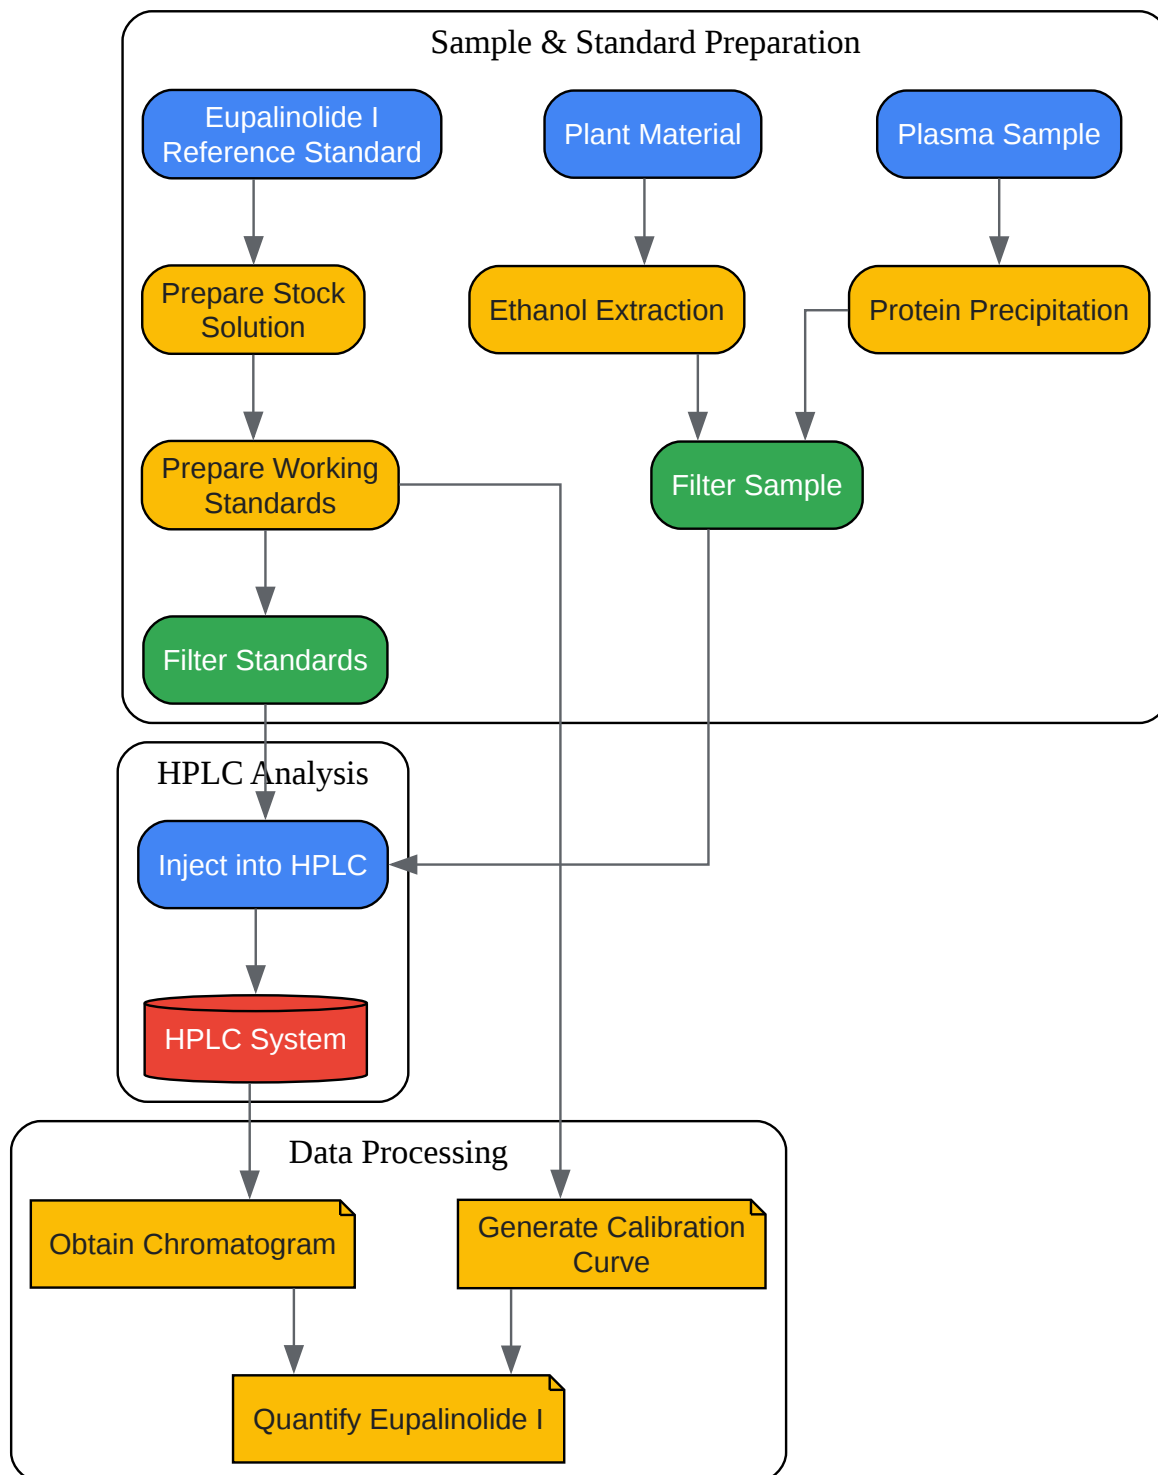 Sample & Standard Preparation
Eupalinolide I
Reference Standard
Plant Material
Plasma Sample
Prepare Stock
Solution
Ethanol Extraction
Protein Precipitation
Prepare Working
Standards
Filter Sample
Filter Standards
HPLC Analysis
Inject into HPLC
HPLC System
Data Processing
Obtain Chromatogram
Generate Calibration
Curve
Quantify Eupalinolide I